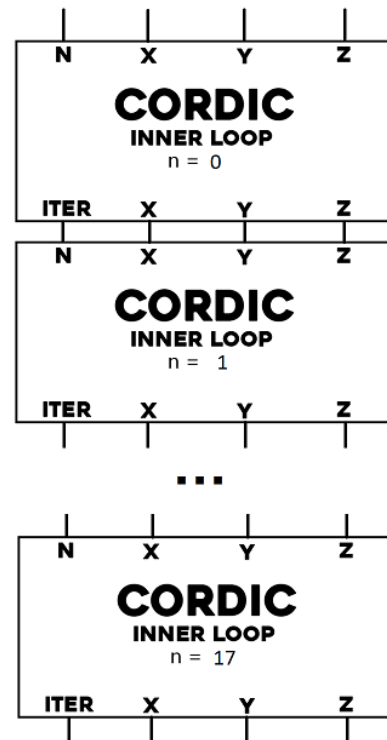 N X Y Z
CORDIC
INNER LOOP
n = 0
ITER X Y Z
N X Y Z
CORDIC
INNER LOOP
n = 1
ITER X Y Z
...
N X Y Z
CORDIC
INNER LOOP
n = 17
ITER X Y Z